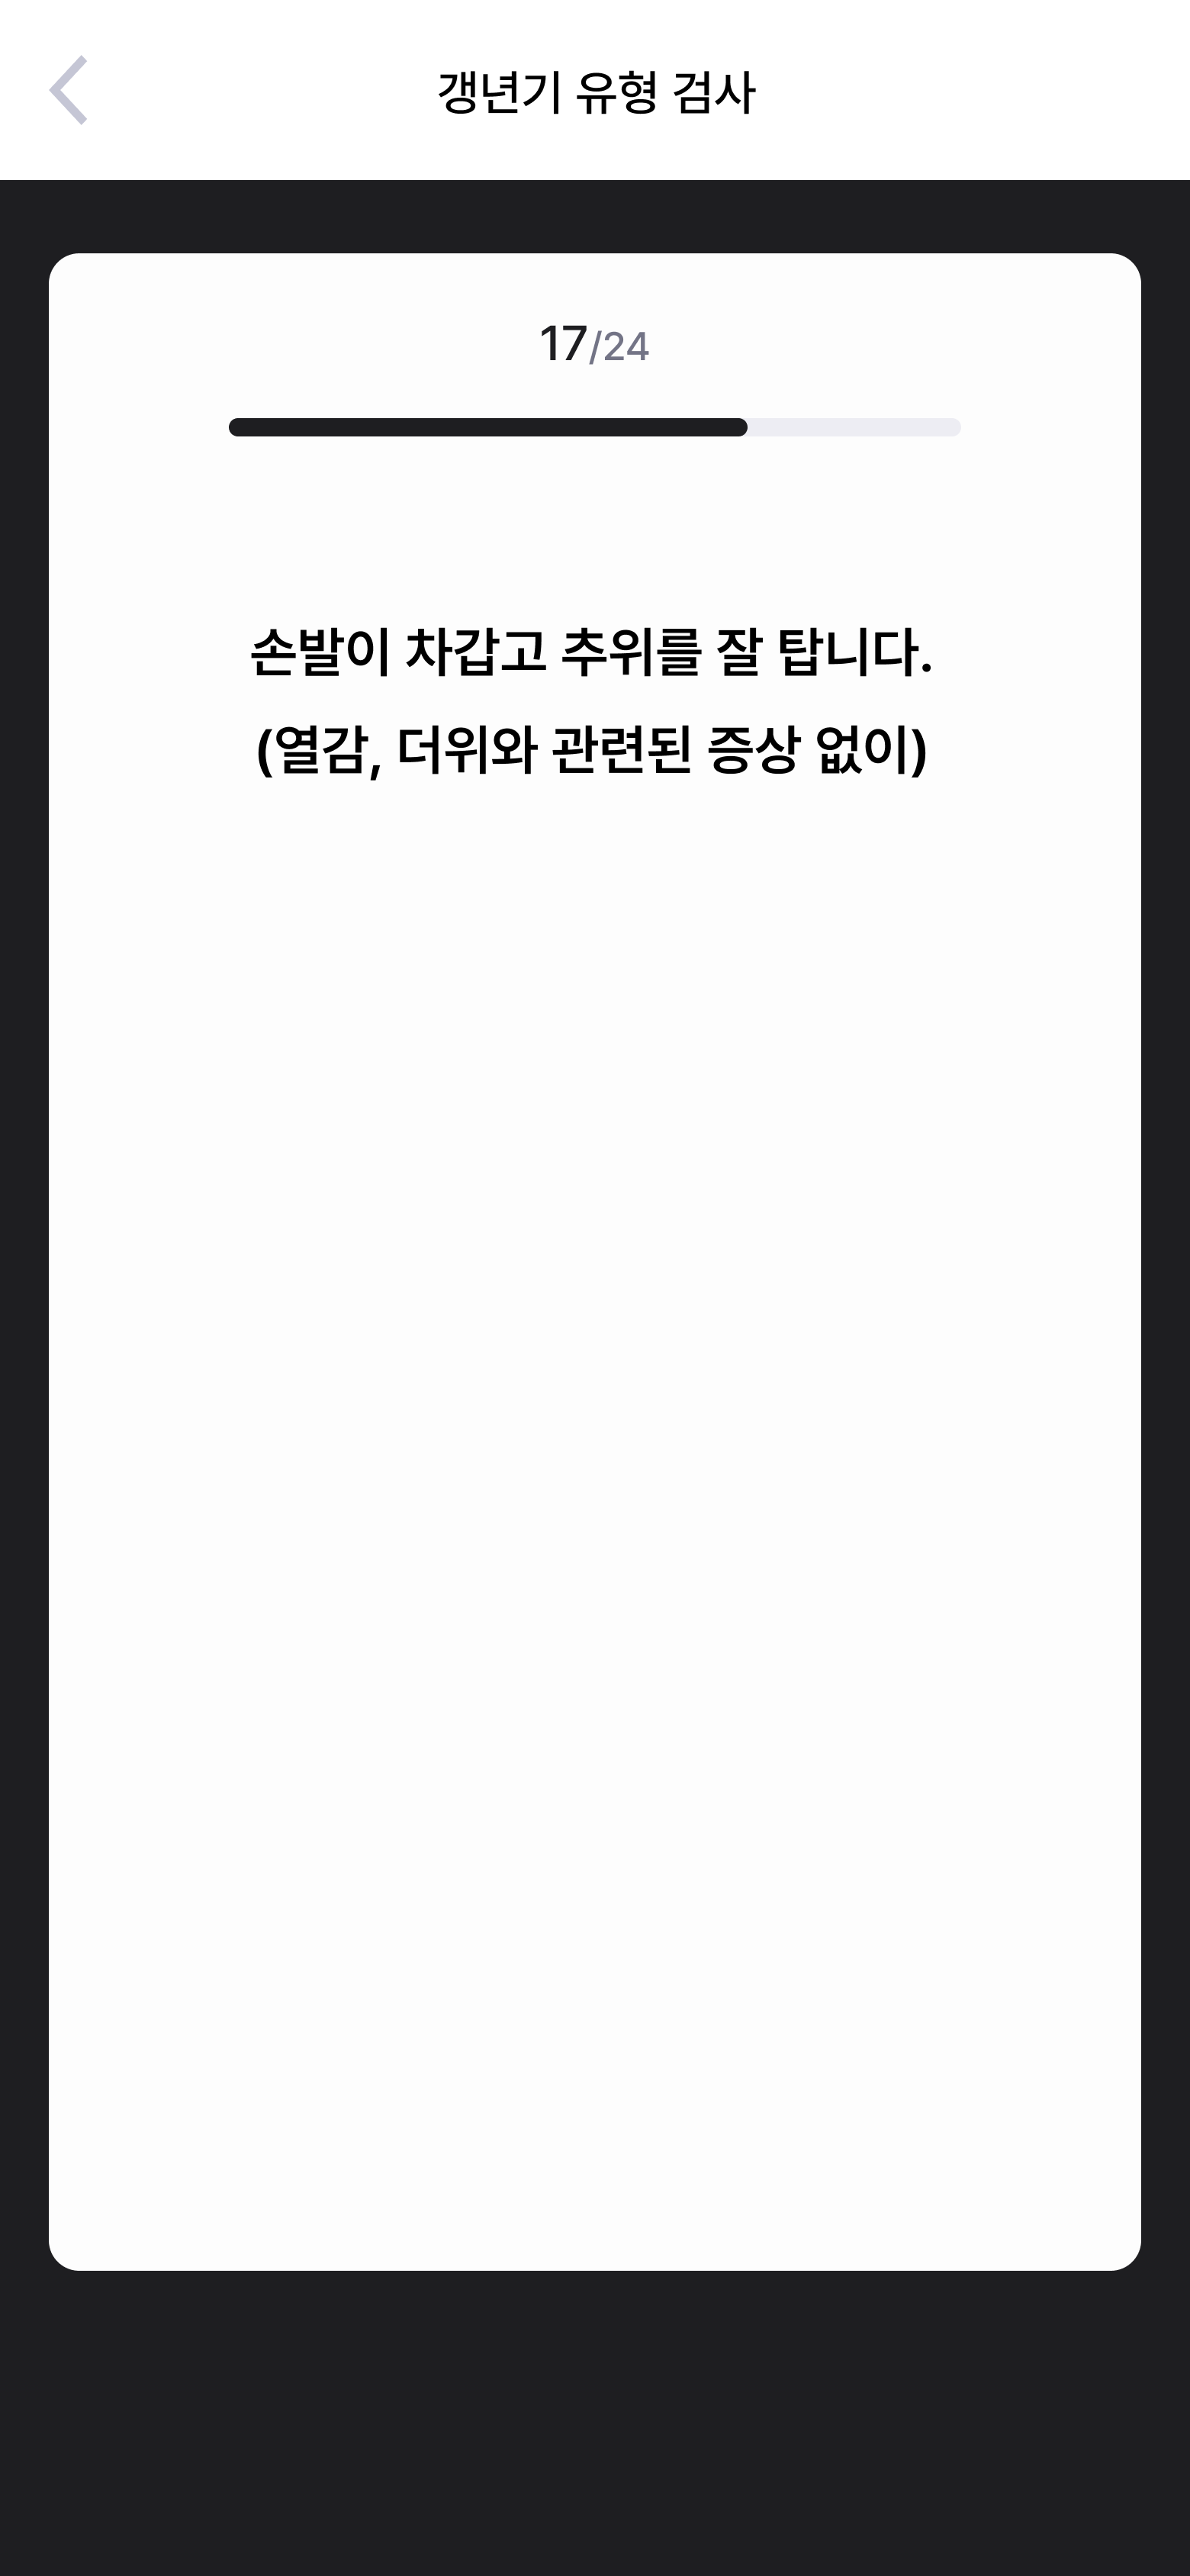 갱년기 유형 검사
17/24
손발이 차갑고 추위를 잘 탑니다.
(열감, 더위와 관련된 증상 없이)